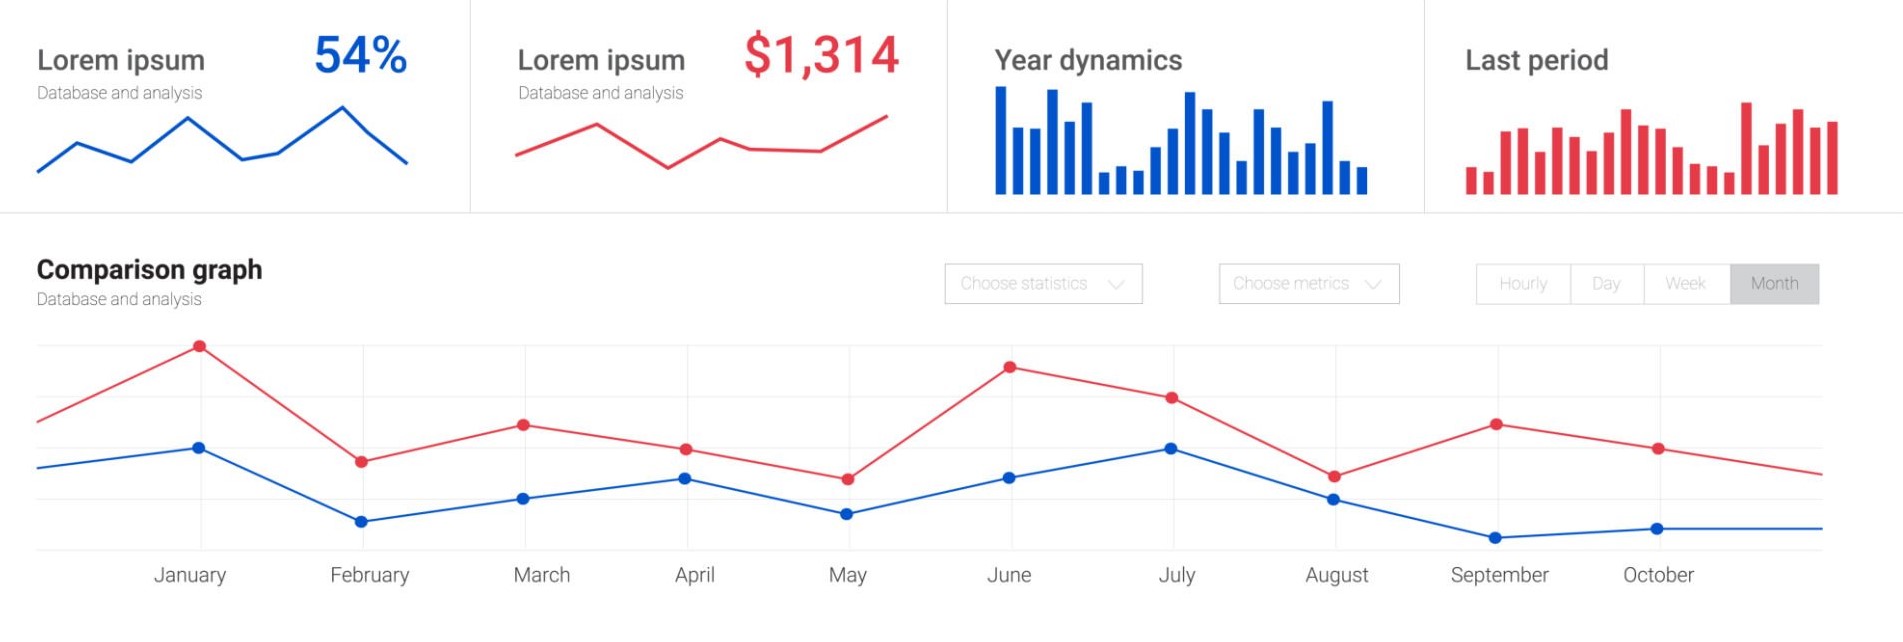 Lorem ipsum 54%
Database and analysis
Lorem ipsum $1,314
Database and analysis
Year dynamics
Last period
Comparison graph
Database and analysis
Choose statistics
Choose metrics
Hourly Day Week Month
January February March April May June July August September October